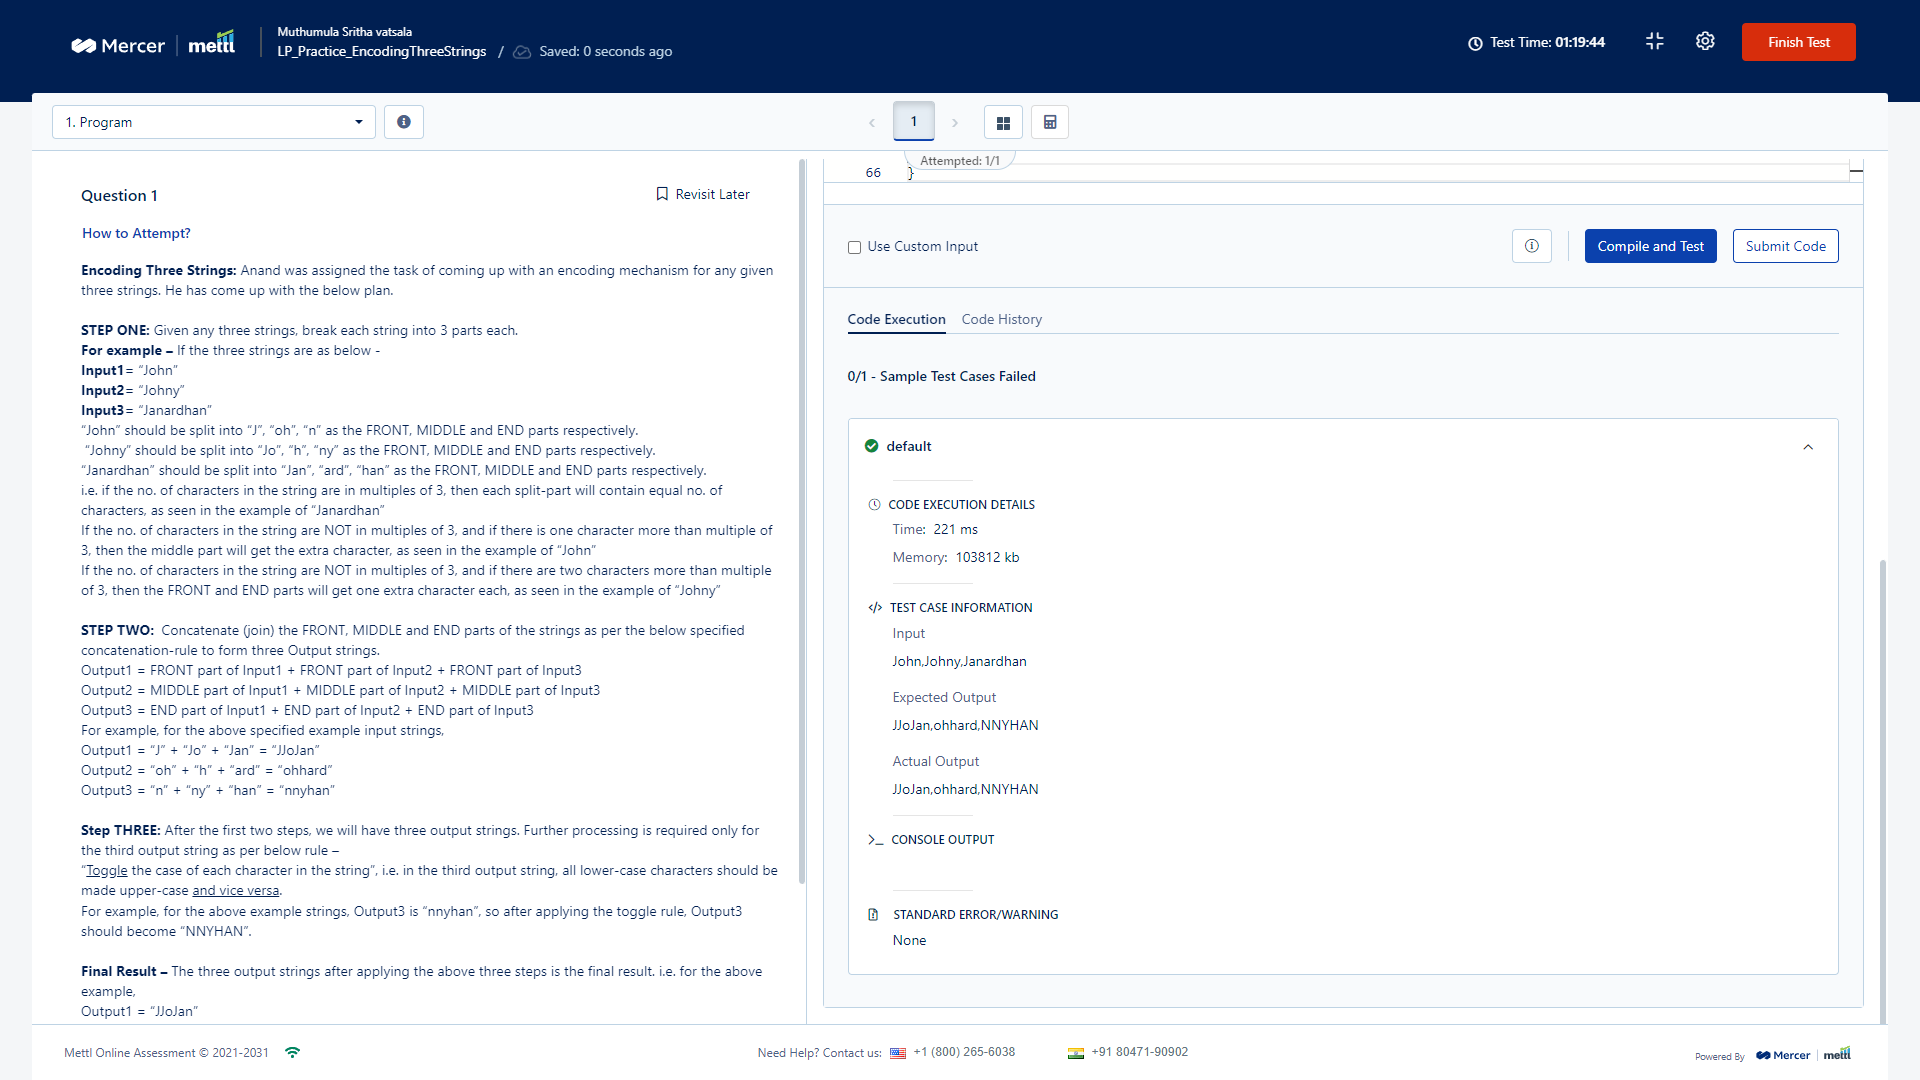 Mercer | mettl
Muthumula Sritha vatsala
LP_Practice_EncodingThreeStrings / Saved: 0 seconds ago
Test Time: 01:19:44
Finish Test
1. Program
1
Attempted: 1/1
Question 1
Revisit Later
How to Attempt?
Encoding Three Strings: Anand was assigned the task of coming up with an encoding mechanism for any given
three strings. He has come up with the below plan.
STEP ONE: Given any three strings, break each string into 3 parts each.
For example – If the three strings are as below -
Input1= “John”
Input2= “Johny”
Input3= “Janardhan”
“John” should be split into “J”, “oh”, “n” as the FRONT, MIDDLE and END parts respectively.
“Johny” should be split into “Jo”, “h”, “ny” as the FRONT, MIDDLE and END parts respectively.
“Janardhan” should be split into “Jan”, “ard”, “han” as the FRONT, MIDDLE and END parts respectively.
i.e. if the no. of characters in the string are in multiples of 3, then each split-part will contain equal no. of
characters, as seen in the example of “Janardhan”
If the no. of characters in the string are NOT in multiples of 3, and if there is one character more than multiple of
3, then the middle part will get the extra character, as seen in the example of “John”
If the no. of characters in the string are NOT in multiples of 3, and if there are two characters more than multiple
of 3, then the FRONT and END parts will get one extra character each, as seen in the example of “Johny”
STEP TWO: Concatenate (join) the FRONT, MIDDLE and END parts of the strings as per the below specified
concatenation-rule to form three Output strings.
Output1 = FRONT part of Input1 + FRONT part of Input2 + FRONT part of Input3
Output2 = MIDDLE part of Input1 + MIDDLE part of Input2 + MIDDLE part of Input3
Output3 = END part of Input1 + END part of Input2 + END part of Input3
For example, for the above specified example input strings,
Output1 = “J” + “Jo” + “Jan” = “JJoJan”
Output2 = “oh” + “h” + “ard” = “ohhard”
Output3 = “n” + “ny” + “han” = “nnyhan”
Step THREE: After the first two steps, we will have three output strings. Further processing is required only for
the third output string as per below rule –
“Toggle the case of each character in the string”, i.e. in the third output string, all lower-case characters should be
made upper-case and vice versa.
For example, for the above example strings, Output3 is “nnyhan”, so after applying the toggle rule, Output3
should become “NNYHAN”.
Final Result – The three output strings after applying the above three steps is the final result. i.e. for the above
example,
Output1 = “JJoJan”
66 }
Use Custom Input
Compile and Test
Submit Code
Code Execution
Code History
0/1 - Sample Test Cases Failed
default
CODE EXECUTION DETAILS
Time: 221 ms
Memory: 103812 kb
TEST CASE INFORMATION
Input
John,Johny,Janardhan
Expected Output
JJoJan,ohhard,NNYHAN
Actual Output
JJoJan,ohhard,NNYHAN
CONSOLE OUTPUT
STANDARD ERROR/WARNING
None
Mettl Online Assessment © 2021-2031
Need Help? Contact us: +1 (800) 265-6038
+91 80471-90902
Powered By Mercer | mettl